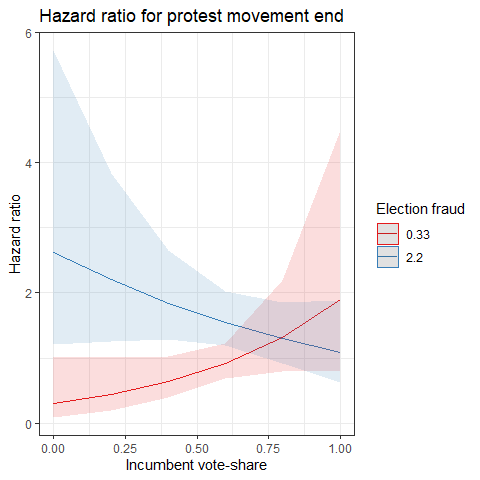 Hazard ratio for protest movement end
6
4
2
0
Hazard ratio
0.00 0.25 0.50 0.75 1.00
Incumbent vote-share
Election fraud
0.33
2.2